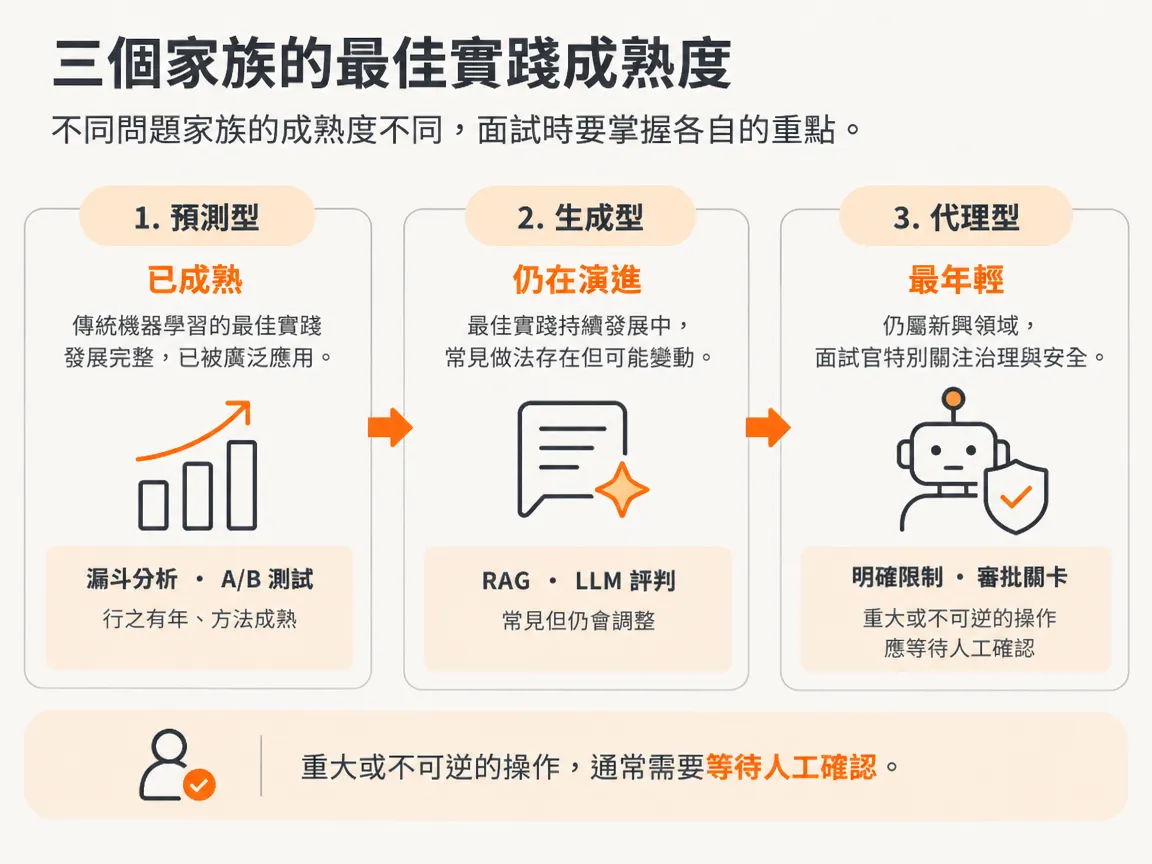 三個家族的最佳實踐成熟度
不同問題家族的成熟度不同，面試時要掌握各自的重點。
1. 預測型
已成熟
傳統機器學習的最佳實踐
發展完整，已被廣泛應用。
漏斗分析 · A/B 測試
行之有年、方法成熟
2. 生成型
仍在演進
最佳實踐持續發展中，
常見做法存在但可能變動。
RAG · LLM 評判
常見但仍會調整
3. 代理型
最年輕
仍屬新興領域，
面試官特別關注治理與安全。
明確限制 · 審批關卡
重大或不可逆的操作
應等待人工確認
重大或不可逆的操作，通常需要等待人工確認。